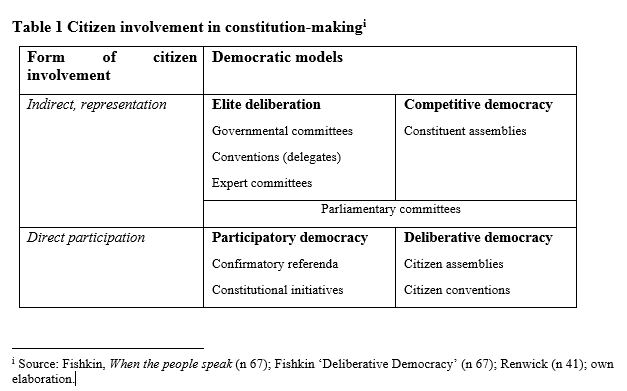 Table 1 Citizen involvement in constitution-makingi
Form of citizen involvement
Democratic models
Indirect, representation
Elite deliberation
Governmental committees
Conventions (delegates)
Expert committees
Competitive democracy
Constituent assemblies
Parliamentary committees
Direct participation
Participatory democracy
Confirmatory referenda
Constitutional initiatives
Deliberative democracy
Citizen assemblies
Citizen conventions
i Source: Fishkin, When the people speak (n 67); Fishkin ‘Deliberative Democracy’ (n 67); Renwick (n 41); own
elaboration.